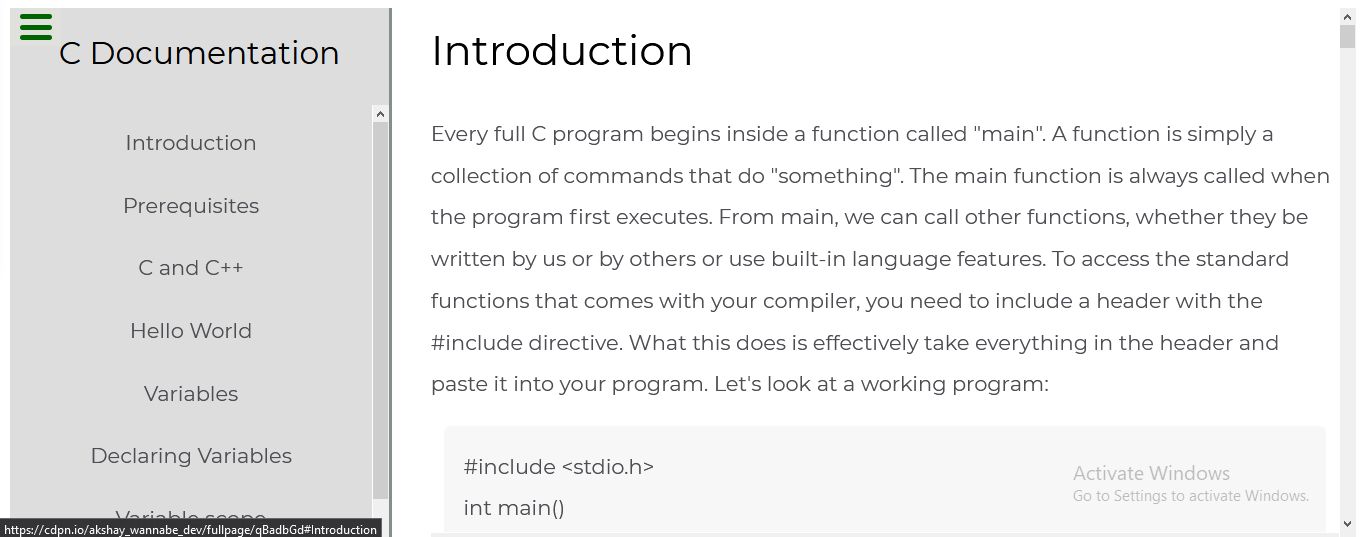 C Documentation
Introduction
Prerequisites
C and C++
Hello World
Variables
Declaring Variables
Variable scope
https://cdpn.io/akshay_wannabe_dev/fullpage/qBadbGd#Introduction
Introduction
Every full C program begins inside a function called "main". A function is simply a
collection of commands that do "something". The main function is always called when
the program first executes. From main, we can call other functions, whether they be
written by us or by others or use built-in language features. To access the standard
functions that comes with your compiler, you need to include a header with the
#include directive. What this does is effectively take everything in the header and
paste it into your program. Let's look at a working program:
#include <stdio.h>
int main()
Activate Windows
Go to Settings to activate Windows.